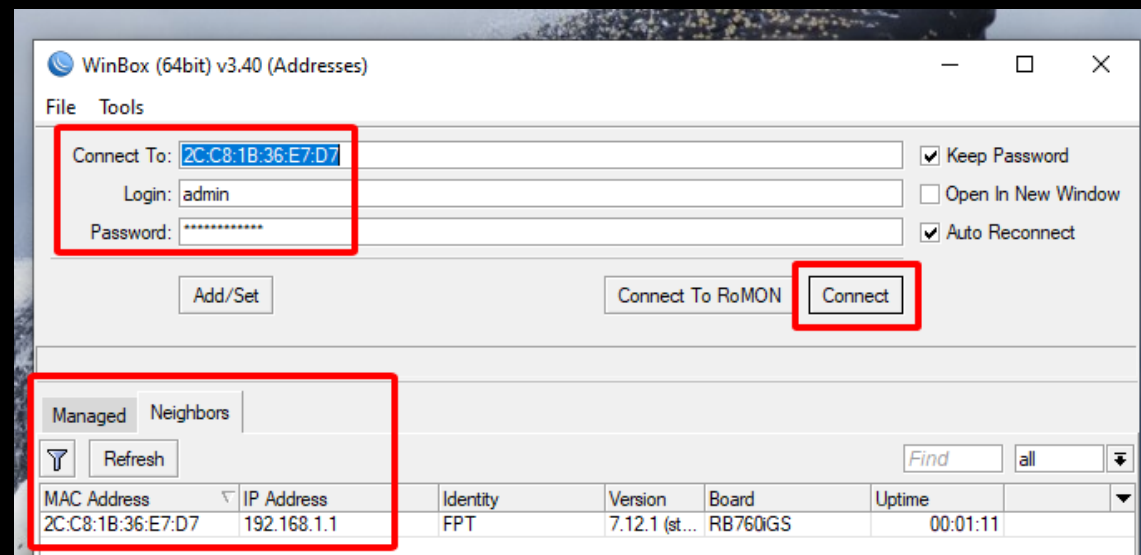 WinBox (64bit) v3.40 (Addresses)
File Tools
Connect To: 2C:C8:1B:36:E7:D7 Keep Password
Login: admin Open In New Window
Password: ************ Auto Reconnect
Add/Set Connect To RoMON Connect
Managed Neighbors
Refresh Find all
MAC Address IP Address Identity Version Board Uptime
2C:C8:1B:36:E7:D7 192.168.1.1 FPT 7.12.1 (st... RB760iGS 00:01:11